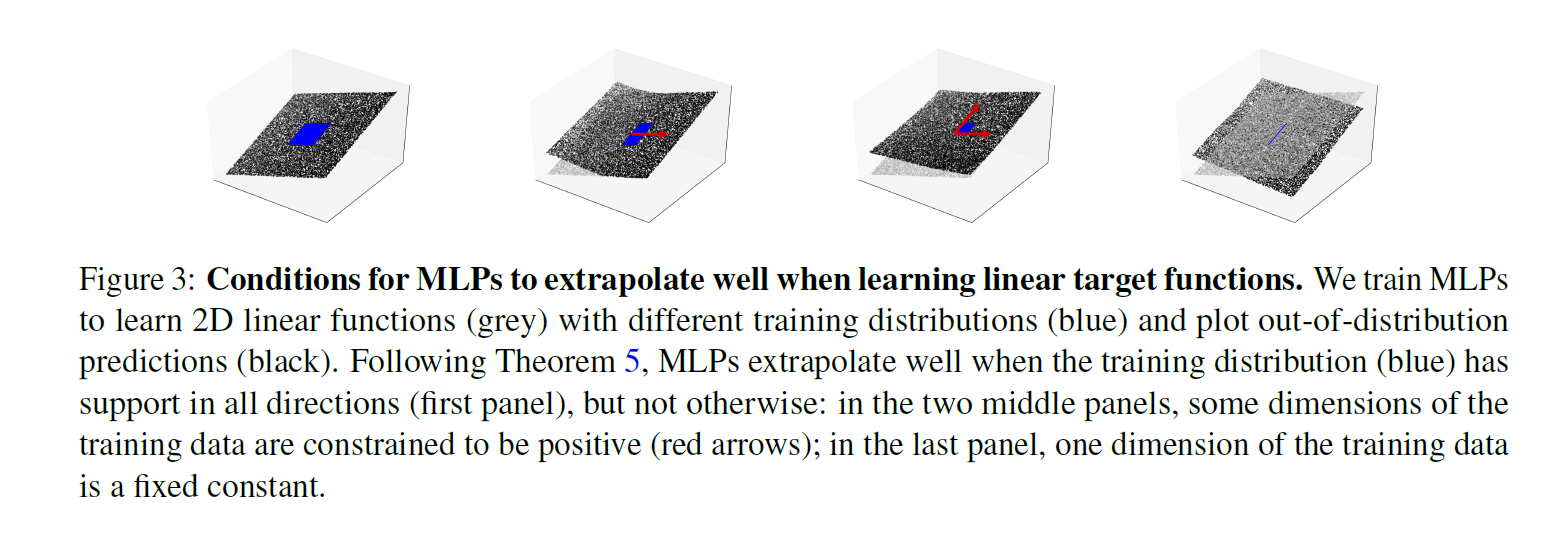 Figure 3: Conditions for MLPs to extrapolate well when learning linear target functions. We train MLPs
to learn 2D linear functions (grey) with different training distributions (blue) and plot out-of-distribution
predictions (black). Following Theorem 5, MLPs extrapolate well when the training distribution (blue) has
support in all directions (first panel), but not otherwise: in the two middle panels, some dimensions of the
training data are constrained to be positive (red arrows); in the last panel, one dimension of the training data
is a fixed constant.